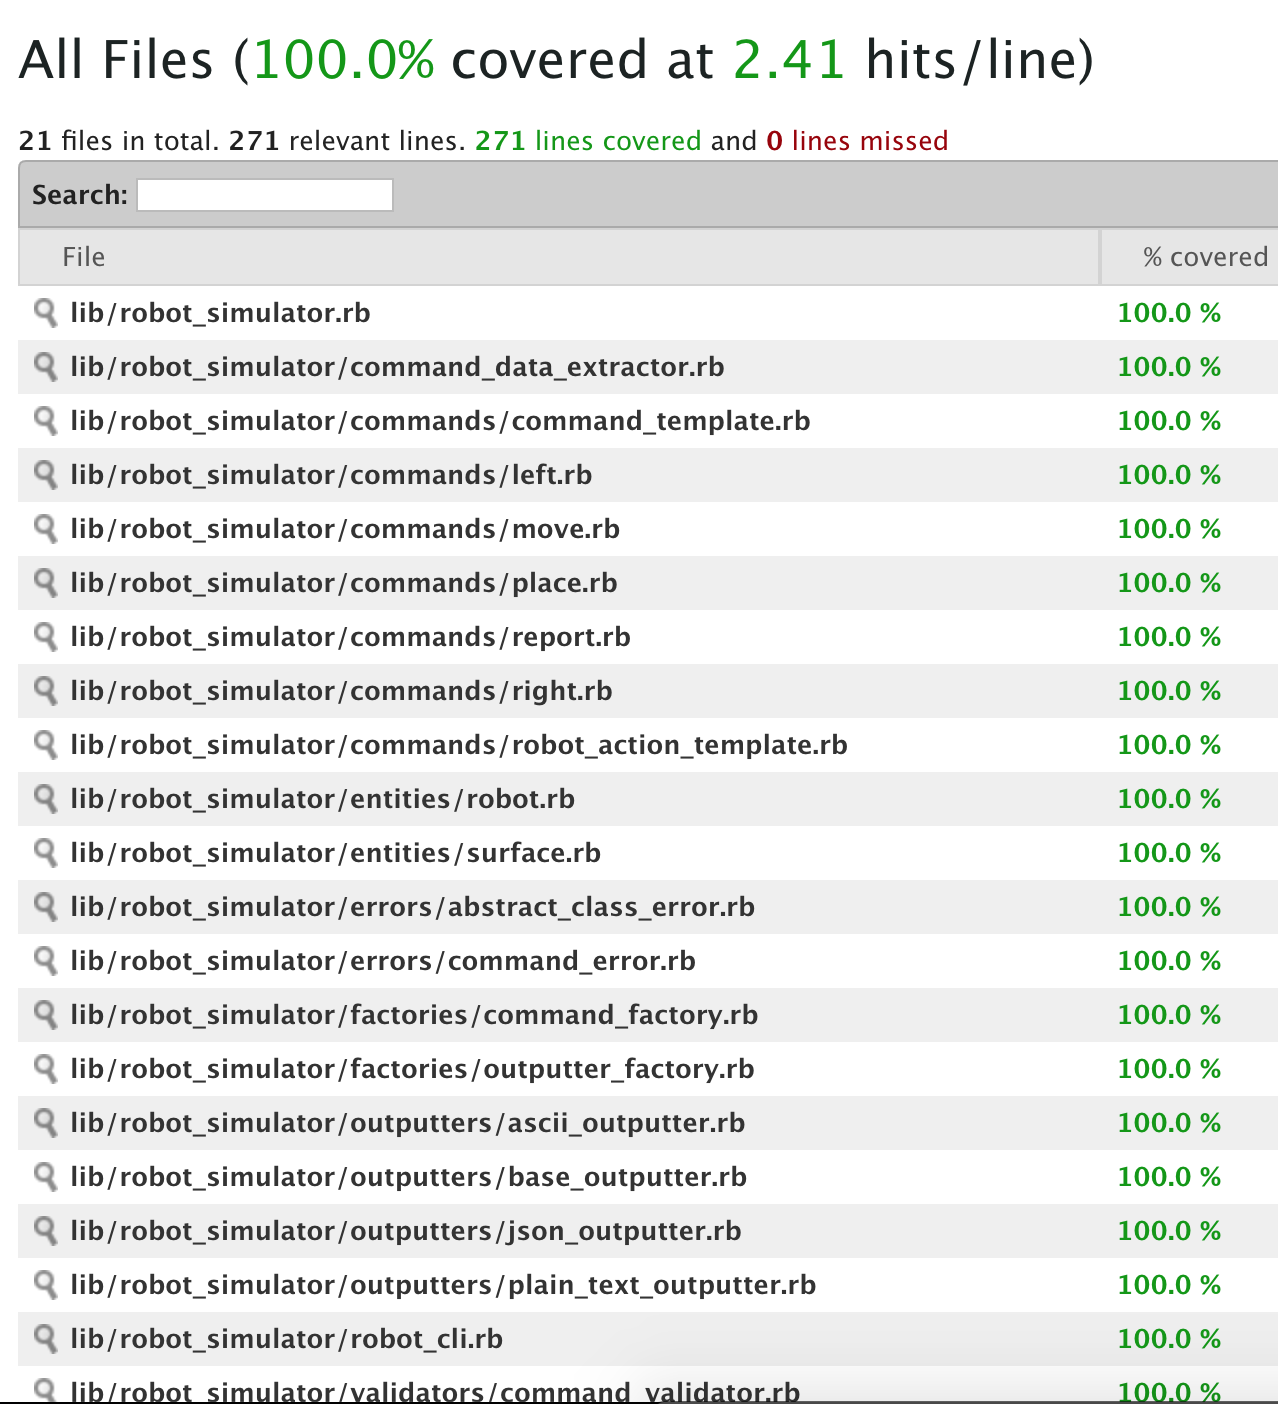 All Files (100.0% covered at 2.41 hits/line)
21 files in total. 271 relevant lines. 271 lines covered and 0 lines missed
Search:
File % covered
lib/robot_simulator.rb 100.0 %
lib/robot_simulator/command_data_extractor.rb 100.0 %
lib/robot_simulator/commands/command_template.rb 100.0 %
lib/robot_simulator/commands/left.rb 100.0 %
lib/robot_simulator/commands/move.rb 100.0 %
lib/robot_simulator/commands/place.rb 100.0 %
lib/robot_simulator/commands/report.rb 100.0 %
lib/robot_simulator/commands/right.rb 100.0 %
lib/robot_simulator/commands/robot_action_template.rb 100.0 %
lib/robot_simulator/entities/robot.rb 100.0 %
lib/robot_simulator/entities/surface.rb 100.0 %
lib/robot_simulator/errors/abstract_class_error.rb 100.0 %
lib/robot_simulator/errors/command_error.rb 100.0 %
lib/robot_simulator/factories/command_factory.rb 100.0 %
lib/robot_simulator/factories/outputter_factory.rb 100.0 %
lib/robot_simulator/outputters/ascii_outputter.rb 100.0 %
lib/robot_simulator/outputters/base_outputter.rb 100.0 %
lib/robot_simulator/outputters/json_outputter.rb 100.0 %
lib/robot_simulator/outputters/plain_text_outputter.rb 100.0 %
lib/robot_simulator/robot_cli.rb 100.0 %
lib/robot_simulator/validators/command_validator.rb 100.0 %